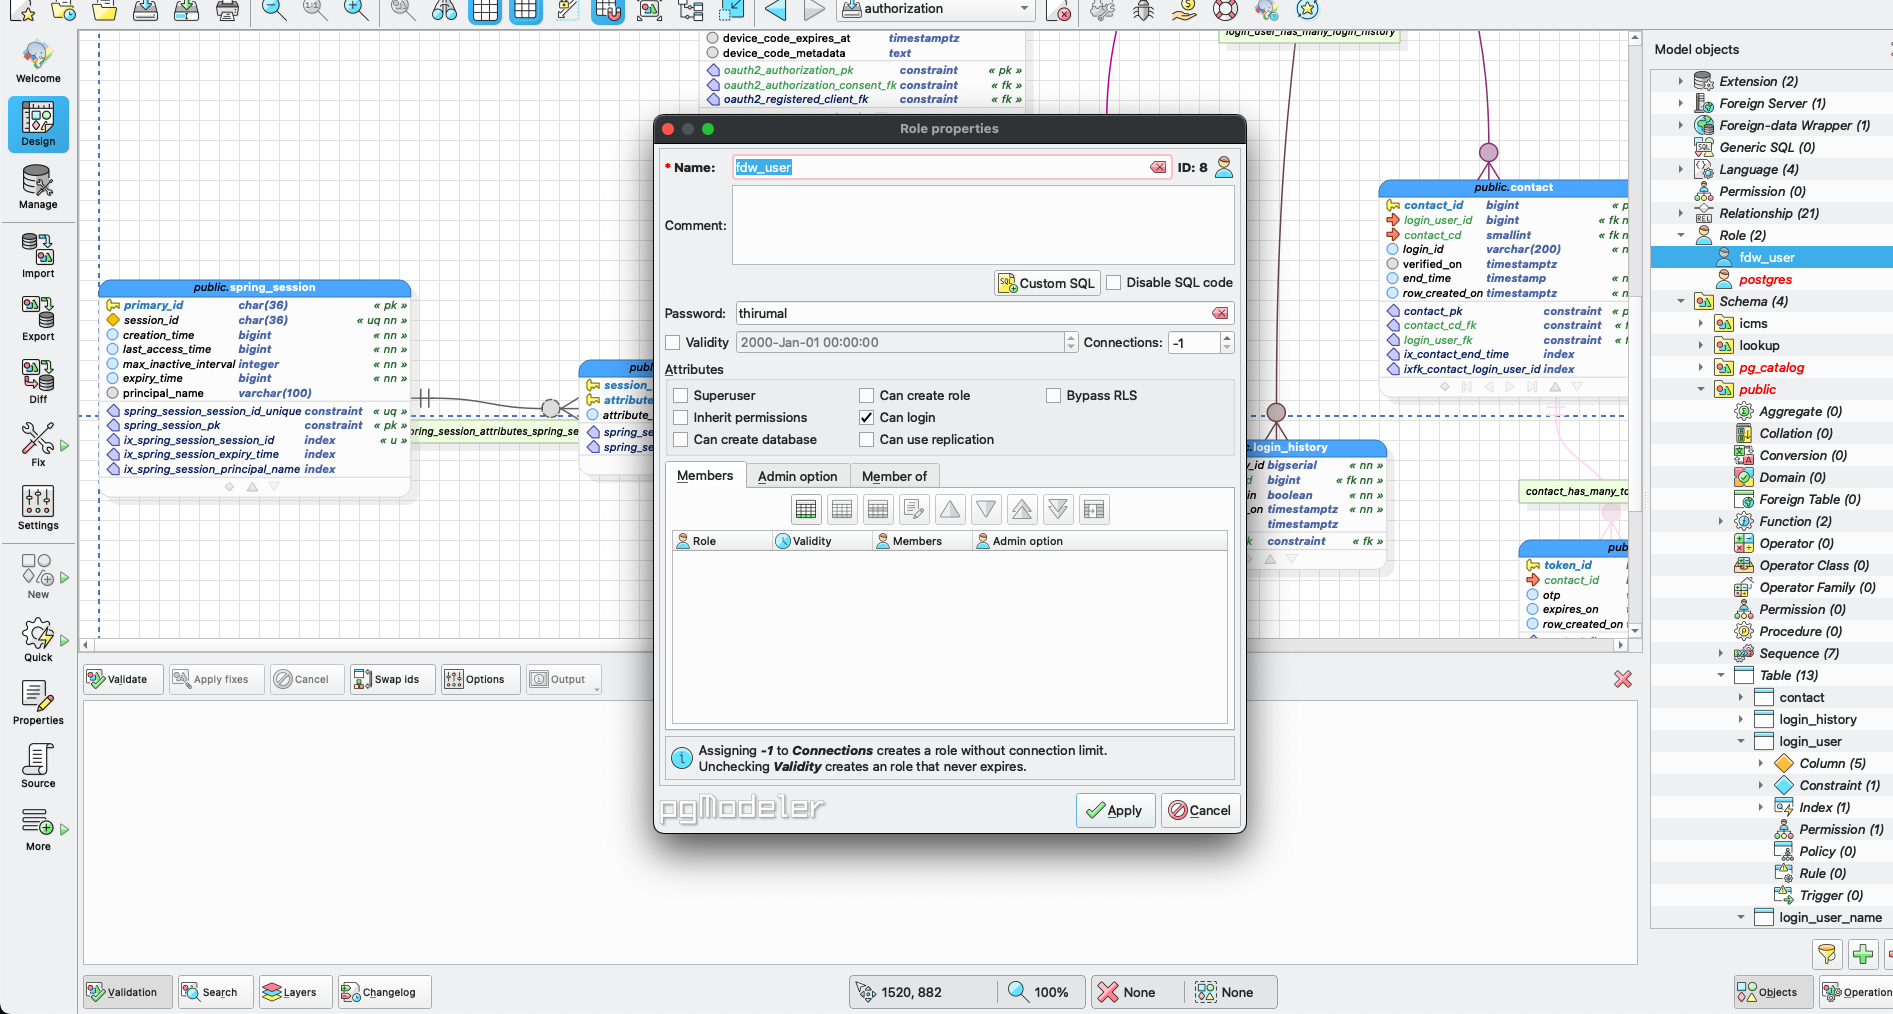 authorization
Welcome
Design
Manage
Import
Export
Diff
Fix
Settings
New
Quick
Properties
Source
More
device_code_expires_at timestamptz
device_code_metadata text
oauth2_authorization_pk constraint « pk »
oauth2_authorization_consent_fk constraint « fk »
oauth2_registered_client_fk constraint « fk »
login_user_has_many_login_history
public.spring_session
primary_id char(36) « pk »
session_id char(36) « uq nn »
creation_time bigint « nn »
last_access_time bigint « nn »
max_inactive_interval integer « nn »
expiry_time bigint « nn »
principal_name varchar(100)
spring_session_session_id_unique constraint « uq »
spring_session_pk constraint « pk »
ix_spring_session_session_id index « u »
ix_spring_session_expiry_time index
ix_spring_session_principal_name index
pring_session_attributes_spring_se
publ
session_
attribute
attribute_
spring_se
spring_se
Role properties
* Name: fdw_user ID: 8
Comment:
Custom SQL Disable SQL code
Password: thirumal
Validity 2000-Jan-01 00:00:00 Connections: -1
Attributes
Superuser Can create role Bypass RLS
Inherit permissions Can login
Can create database Can use replication
Members Admin option Member of
Role Validity Members Admin option
Assigning -1 to Connections creates a role without connection limit.
Unchecking Validity creates an role that never expires.
pgModeler
Apply Cancel
public.contact
contact_id bigint « p
login_user_id bigint « fk n
contact_cd smallint « fk n
login_id varchar(200) « n
verified_on timestamptz
end_time timestamp « n
row_created_on timestamptz « n
contact_pk constraint « p
contact_cd_fk constraint « f
login_user_fk constraint « f
ix_contact_end_time index
ixfk_contact_login_user_id index
c.login_history
y_id bigserial « nn »
d bigint « fk nn »
in boolean « nn »
_on timestamptz « nn »
timestamptz
k constraint « fk »
contact_has_many_to
pub
token_id
contact_id
otp
expires_on
row_created_on
Validate Apply fixes Cancel Swap ids Options Output
Validation Search Layers Changelog
1520, 882 100% None None
Model objects
Extension (2)
Foreign Server (1)
Foreign-data Wrapper (1)
Generic SQL (0)
Language (4)
Permission (0)
Relationship (21)
Role (2)
fdw_user
postgres
Schema (4)
icms
lookup
pg_catalog
public
Aggregate (0)
Collation (0)
Conversion (0)
Domain (0)
Foreign Table (0)
Function (2)
Operator (0)
Operator Class (0)
Operator Family (0)
Permission (0)
Procedure (0)
Sequence (7)
Table (13)
contact
login_history
login_user
Column (5)
Constraint (1)
Index (1)
Permission (1)
Policy (0)
Rule (0)
Trigger (0)
login_user_name
Objects Operation